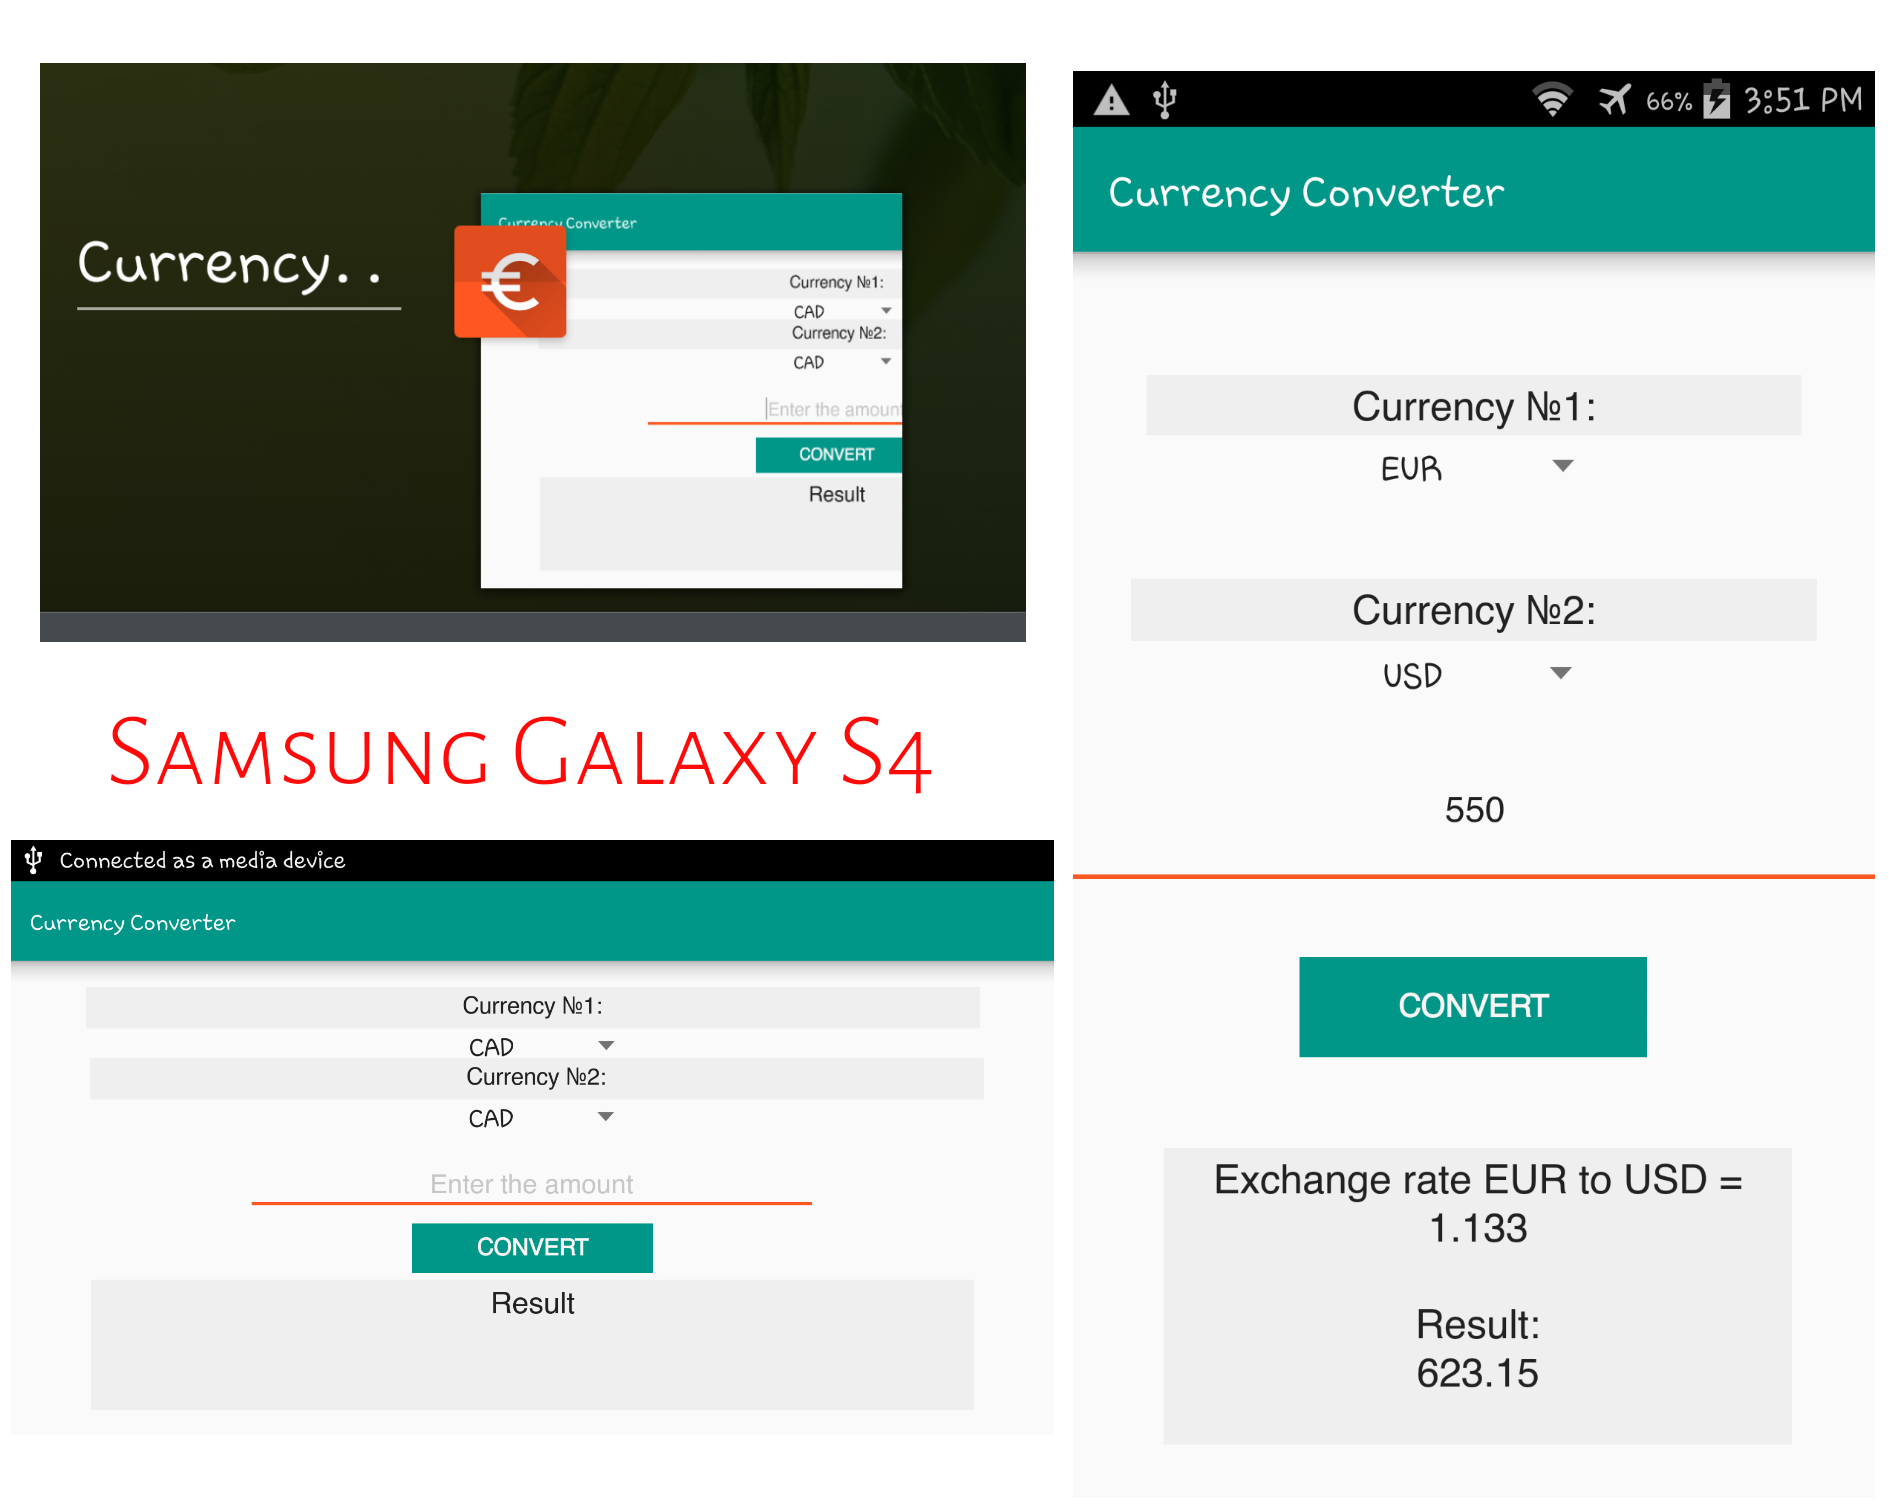 Currency. .
Currency Converter
Currency №1:
CAD
Currency №2:
CAD
Enter the amoun
CONVERT
Result
SAMSUNG GALAXY S4
Connected as a media device
Currency Converter
Currency №1:
CAD
Currency №2:
CAD
Enter the amount
CONVERT
Result
66% 3:51 PM
Currency Converter
Currency №1:
EUR
Currency №2:
USD
550
CONVERT
Exchange rate EUR to USD =
1.133
Result:
623.15